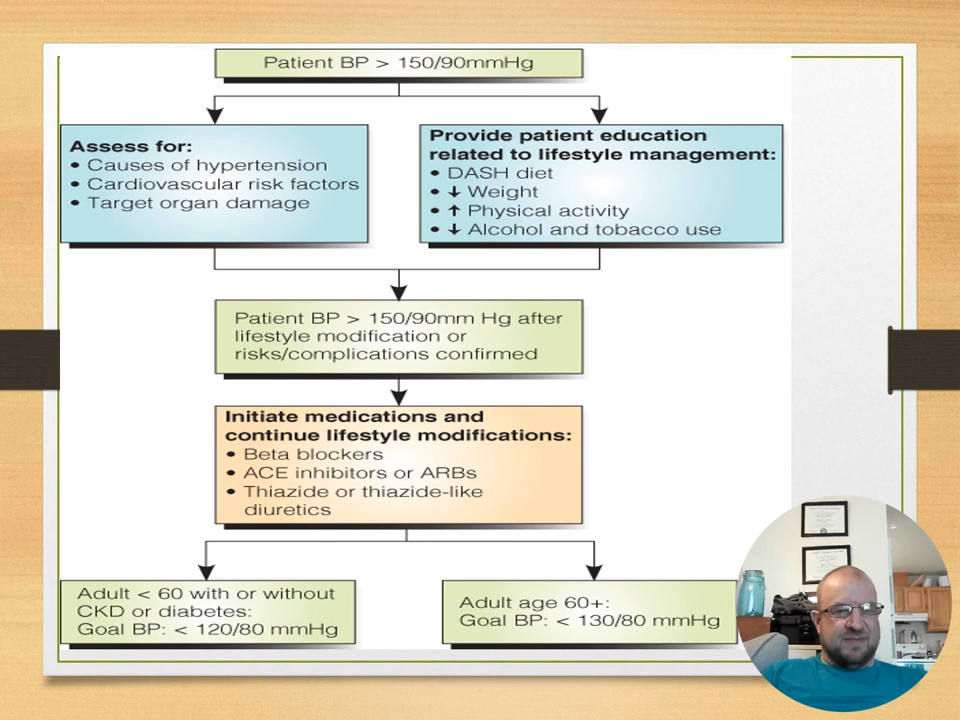 Patient BP > 150/90mmHg
Assess for:
• Causes of hypertension
• Cardiovascular risk factors
• Target organ damage
Provide patient education
related to lifestyle management:
• DASH diet
• ↓ Weight
• ↑ Physical activity
• ↓ Alcohol and tobacco use
Patient BP > 150/90mm Hg after
lifestyle modification or
risks/complications confirmed
Initiate medications and
continue lifestyle modifications:
• Beta blockers
• ACE inhibitors or ARBs
• Thiazide or thiazide-like
diuretics
Adult < 60 with or without
CKD or diabetes:
Goal BP: < 120/80 mmHg
Adult age 60+:
Goal BP: < 130/80 mmHg